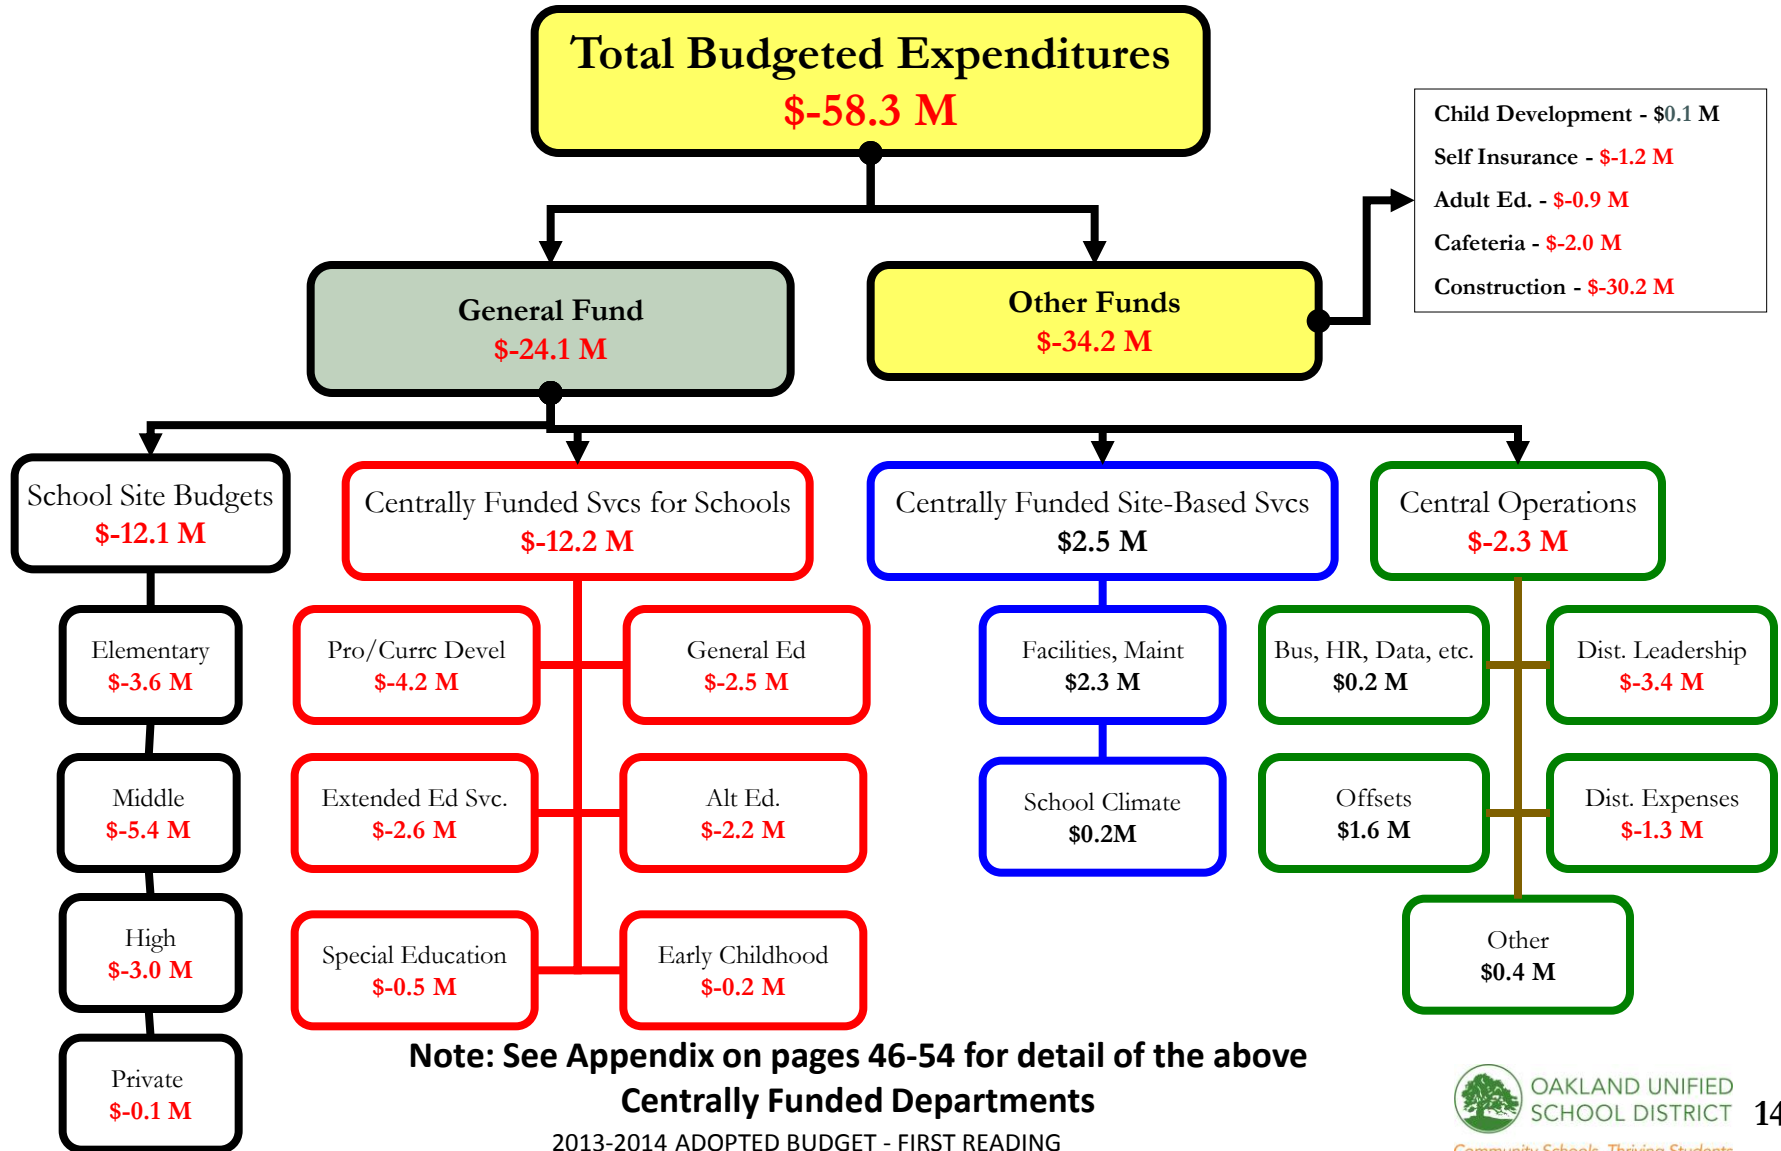 Total Budgeted Expenditures
$-58.3 M
Child Development - $0.1 M
Self Insurance - $-1.2 M
Adult Ed. - $-0.9 M
Cafeteria - $-2.0 M
Construction - $-30.2 M
General Fund
$-24.1 M
Other Funds
$-34.2 M
School Site Budgets
$-12.1 M
Centrally Funded Svcs for Schools
$-12.2 M
Centrally Funded Site-Based Svcs
$2.5 M
Central Operations
$-2.3 M
Elementary
$-3.6 M
Pro/Currc Devel
$-4.2 M
General Ed
$-2.5 M
Facilities, Maint
$2.3 M
Bus, HR, Data, etc.
$0.2 M
Dist. Leadership
$-3.4 M
Middle
$-5.4 M
Extended Ed Svc.
$-2.6 M
Alt Ed.
$-2.2 M
School Climate
$0.2M
Offsets
$1.6 M
Dist. Expenses
$-1.3 M
High
$-3.0 M
Special Education
$-0.5 M
Early Childhood
$-0.2 M
Other
$0.4 M
Private
$-0.1 M
Note: See Appendix on pages 46-54 for detail of the above
Centrally Funded Departments
2013-2014 ADOPTED BUDGET - FIRST READING
OAKLAND UNIFIED
SCHOOL DISTRICT
Community Schools, Thriving Students
14